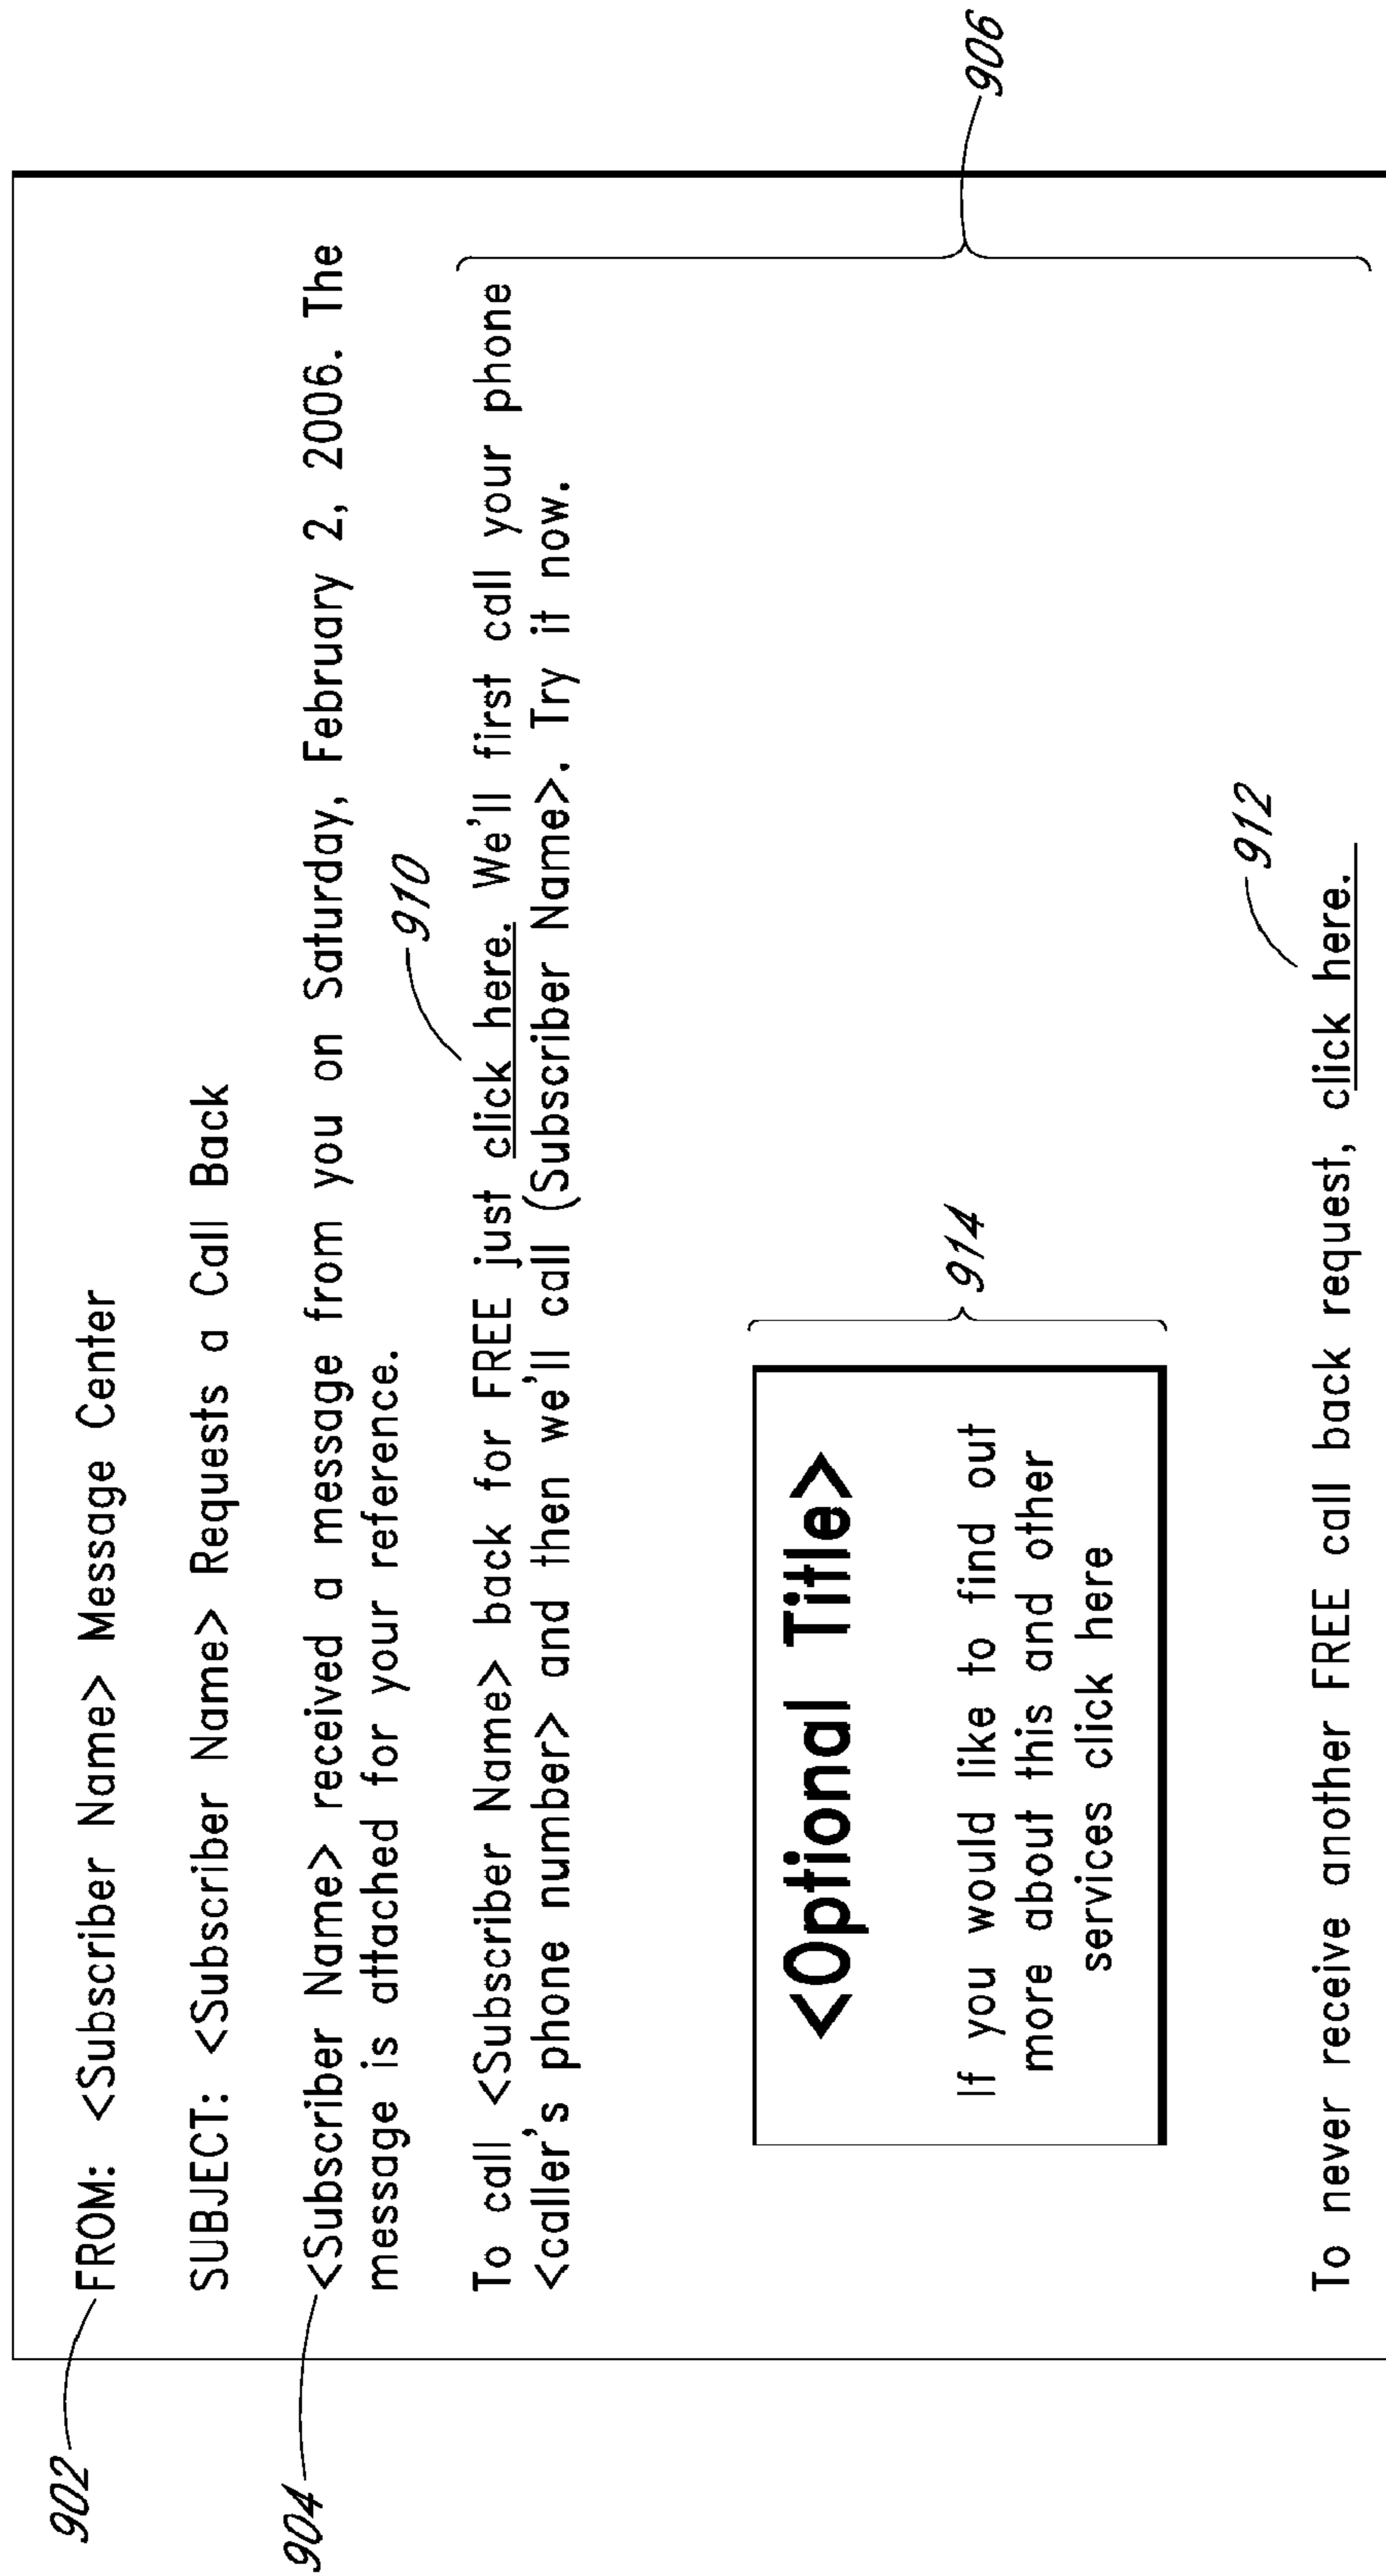 902
FROM: <Subscriber Name> Message Center
SUBJECT: <Subscriber Name> Requests a Call Back
904
<Subscriber Name> received a message from you on Saturday, February 2, 2006. The
message is attached for your reference.
910
To call <Subscriber Name> back for FREE just click here. We'll first call your phone
<caller's phone number> and then we'll call (Subscriber Name>. Try it now.
906
<Optional Title>
If you would like to find out
more about this and other
services click here
914
912
To never receive another FREE call back request, click here.